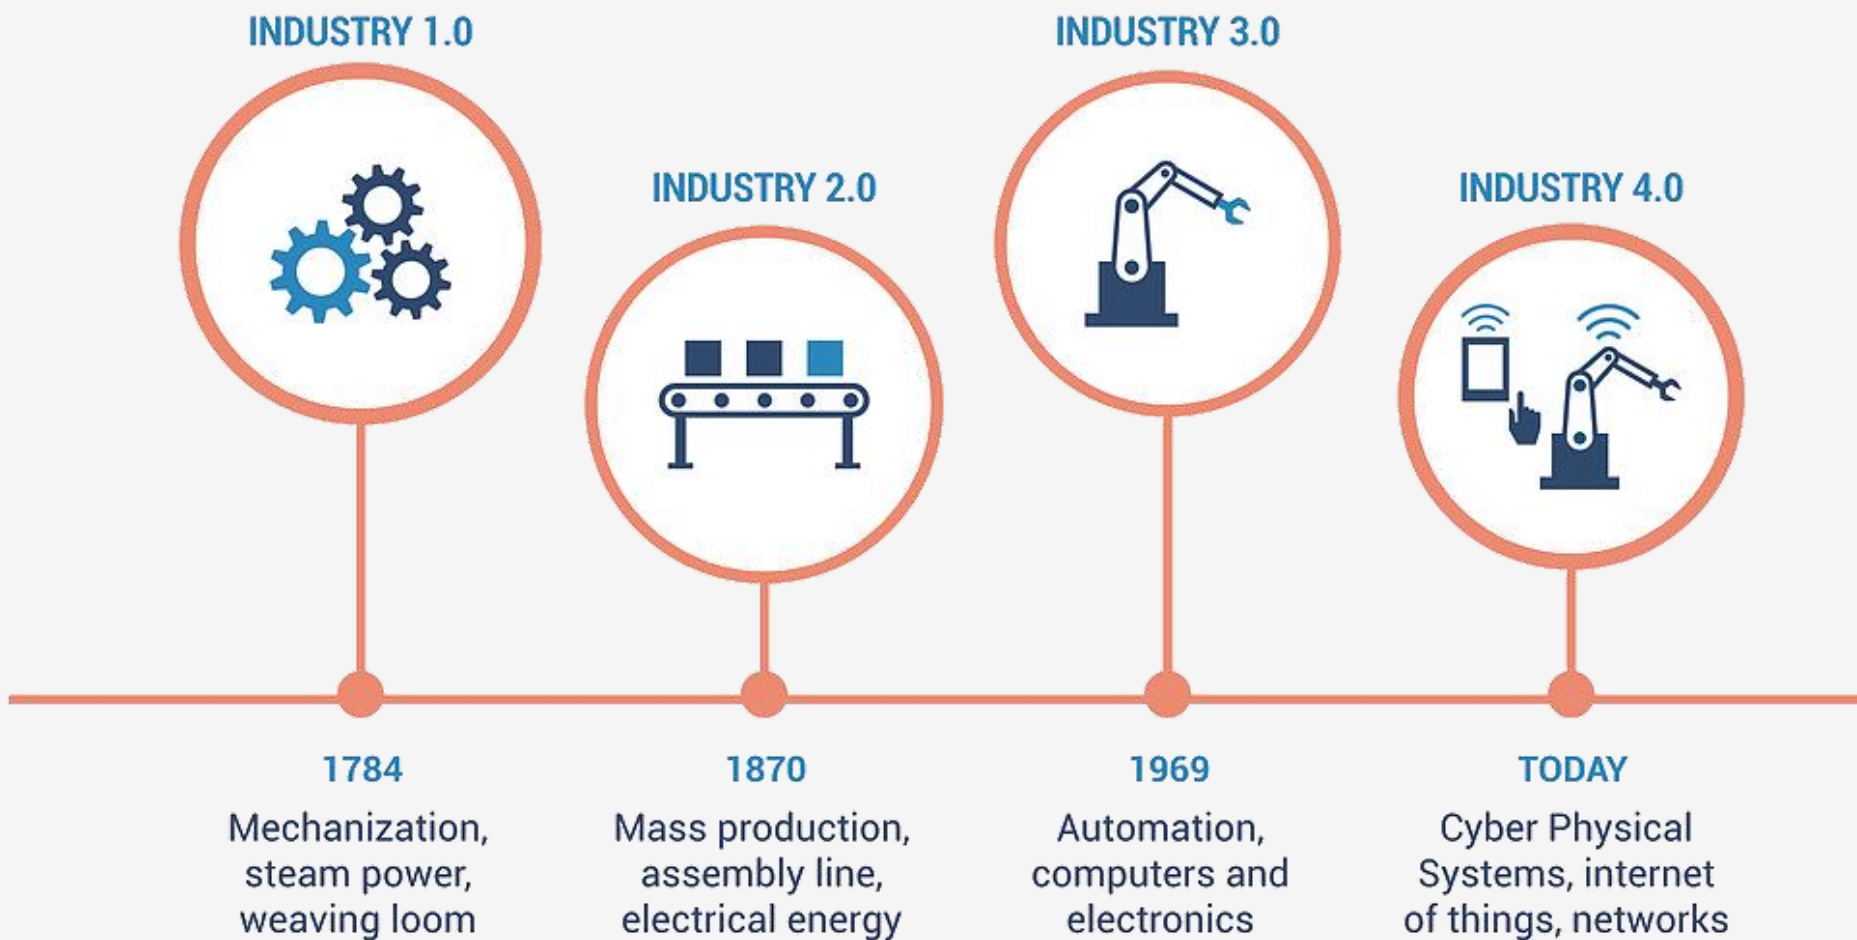 INDUSTRY 1.0
1784
Mechanization,
steam power,
weaving loom
INDUSTRY 2.0
1870
Mass production,
assembly line,
electrical energy
INDUSTRY 3.0
1969
Automation,
computers and
electronics
INDUSTRY 4.0
TODAY
Cyber Physical
Systems, internet
of things, networks